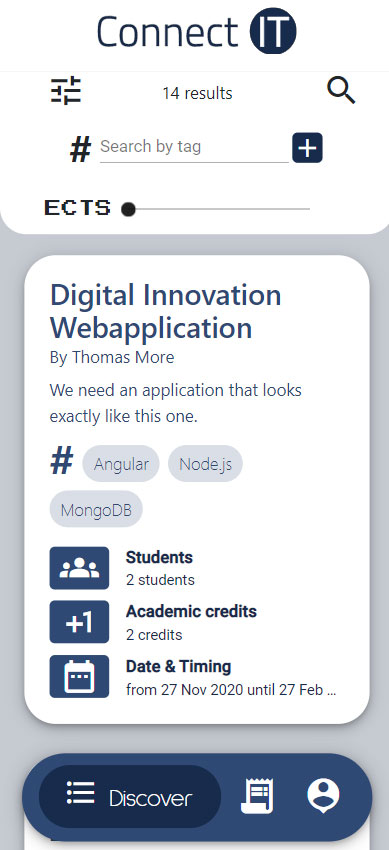 Connect IT
14 results
# Search by tag +
ECTS
Digital Innovation
Webapplication
By Thomas More
We need an application that looks
exactly like this one.
# Angular Node.js
MongoDB
Students
2 students
+1 Academic credits
2 credits
Date & Timing
from 27 Nov 2020 until 27 Feb ...
Discover